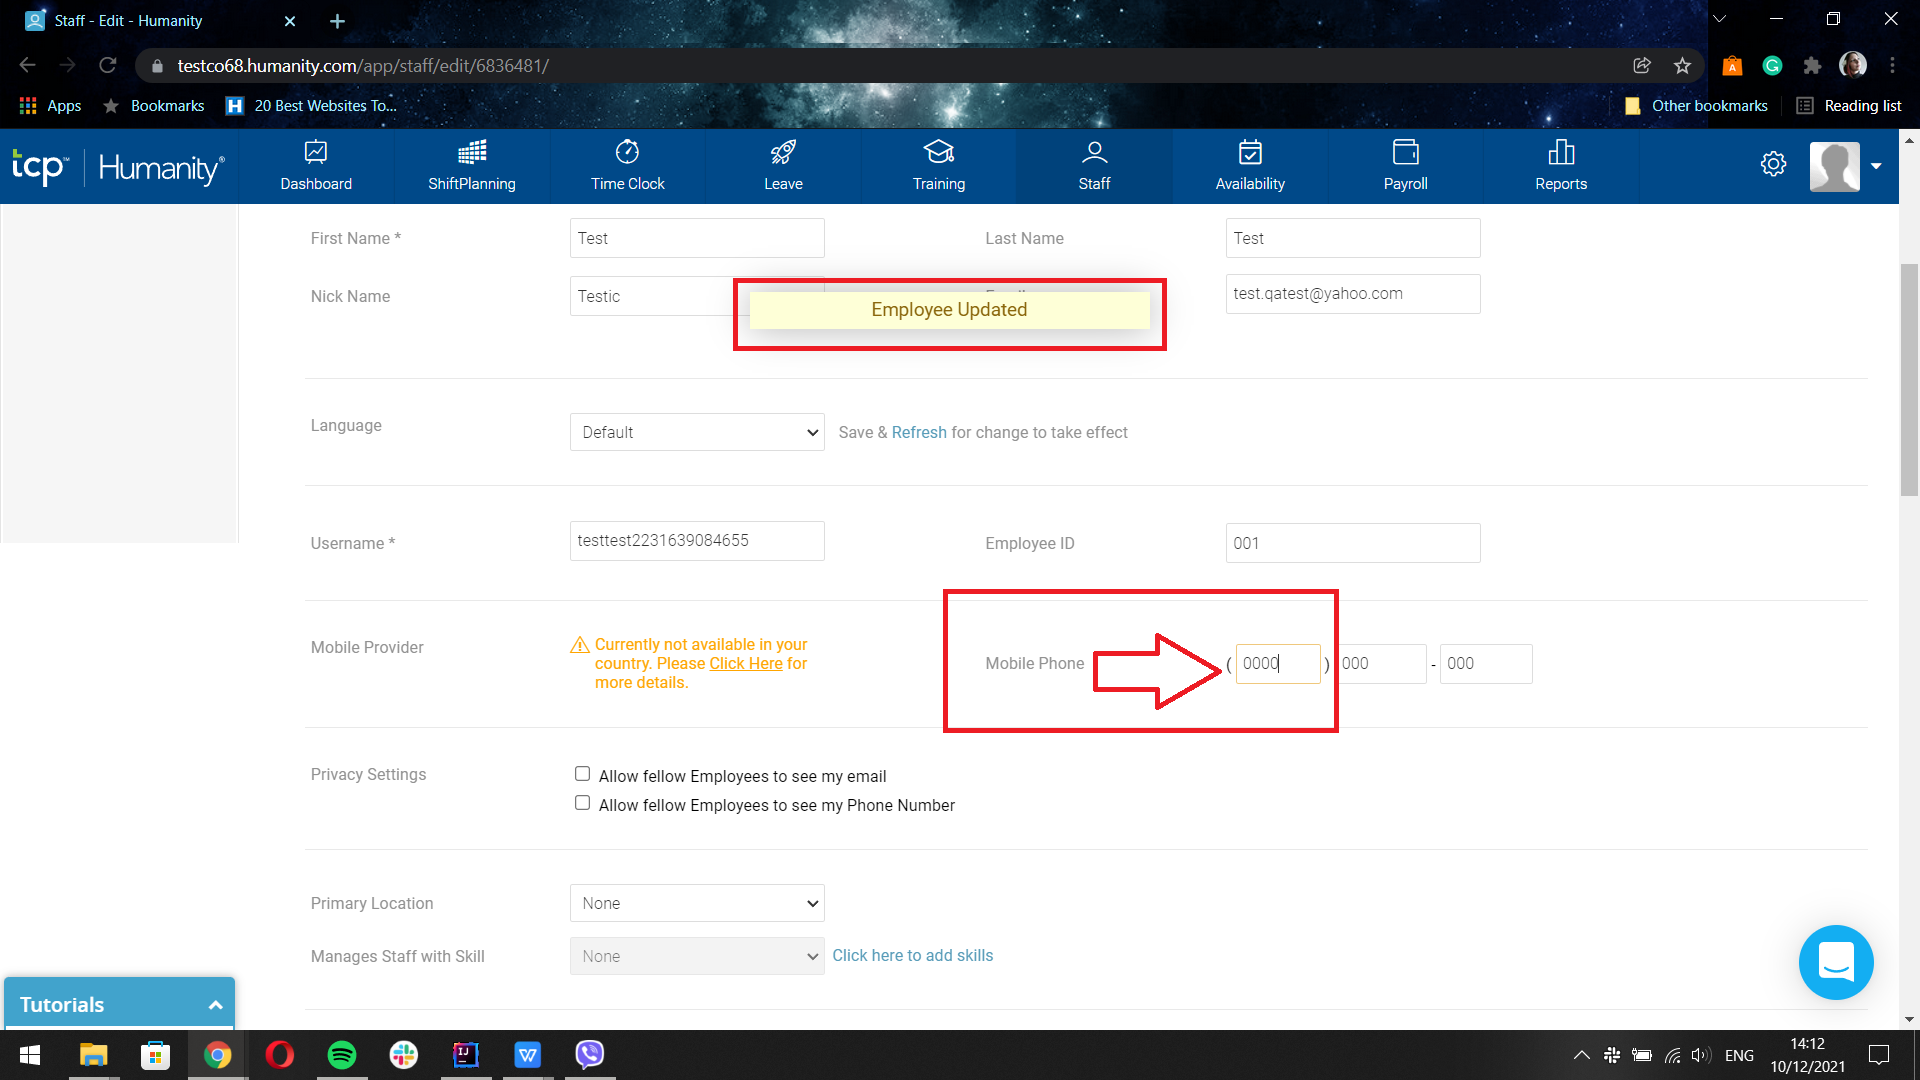 Staff - Edit - Humanity
testco68.humanity.com/app/staff/edit/6836481/
Apps
Bookmarks
H
20 Best Websites To...
Other bookmarks
Reading list
tcp™ Humanity®
Dashboard
ShiftPlanning
Time Clock
Leave
Training
Staff
Availability
Payroll
Reports
First Name *
Test
Last Name
Test
Nick Name
Testic
test.qatest@yahoo.com
Employee Updated
Language
Default
Save & Refresh for change to take effect
Username *
testtest2231639084655
Employee ID
001
Mobile Provider
Currently not available in your
country. Please Click Here for
more details.
Mobile Phone
( 0000 ) 000 - 000
Privacy Settings
Allow fellow Employees to see my email
Allow fellow Employees to see my Phone Number
Primary Location
None
Manages Staff with Skill
None
Click here to add skills
Tutorials
ENG
14:12
10/12/2021